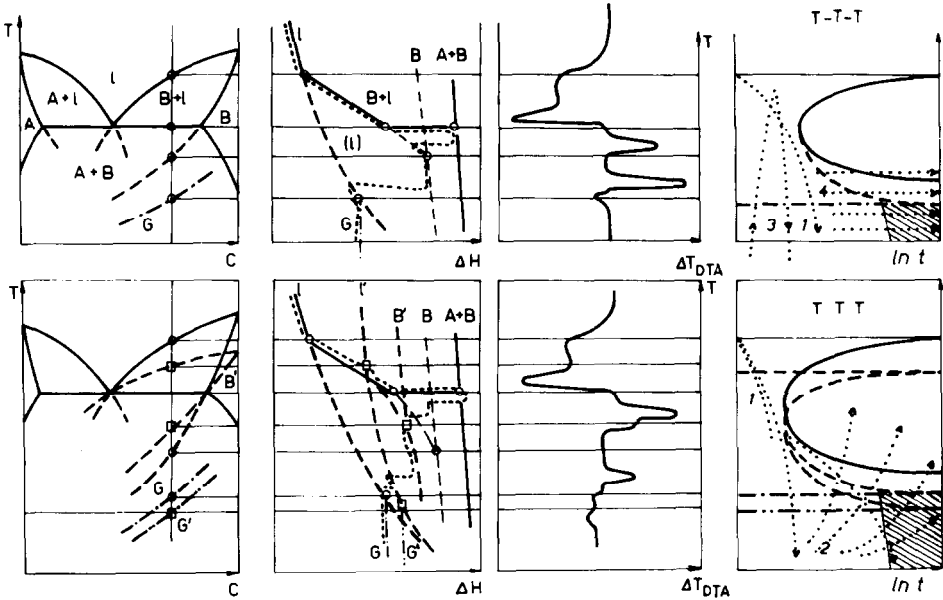 T
l
A+l
B+l
A
B
A+B
G
C
l
B
A+B
B+l
(l)
G
ΔH
T
ΔT_DTA
T-T-T
4
3
1
ln t
T
B
G
G'
C
l
B'
B
A+B
G
G'
ΔH
T
ΔT_DTA
T T T
1
2
ln t